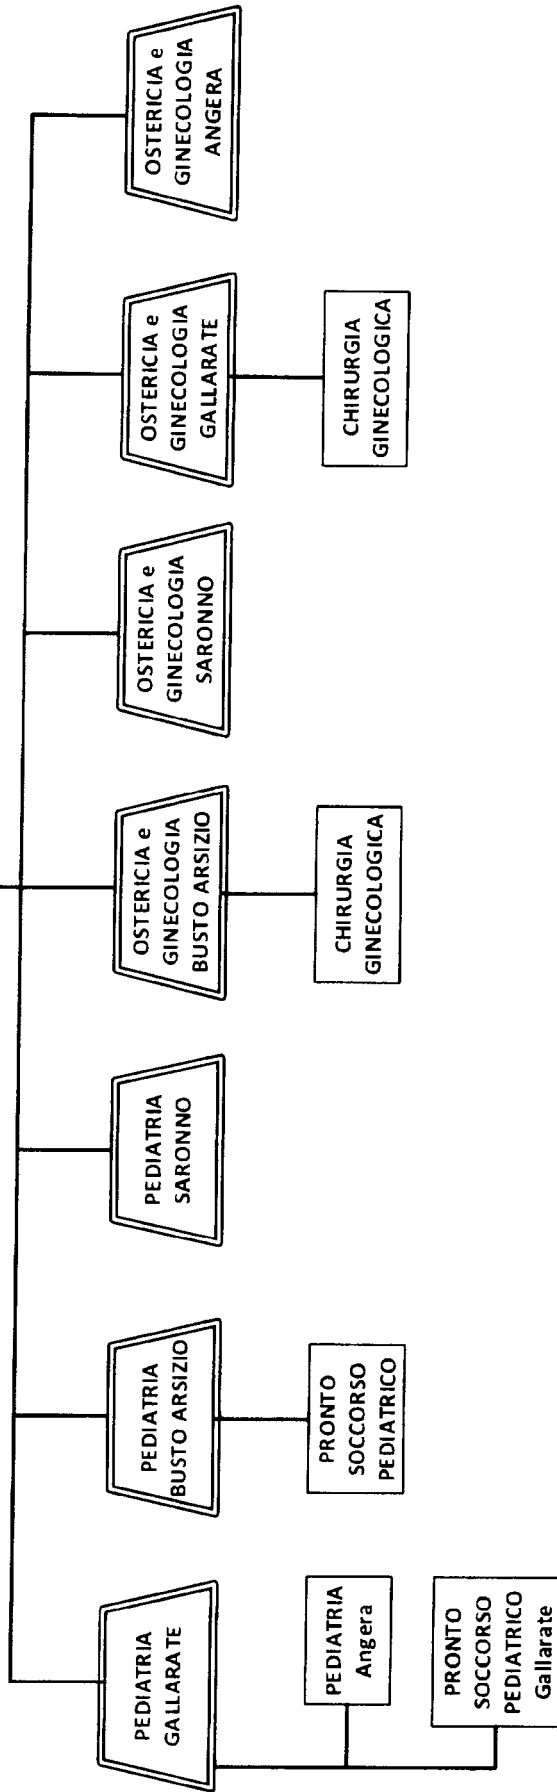 PEDIATRIA
GALLARATE
PEDIATRIA
BUSTO ARSIZIO
PEDIATRIA
SARONNO
OSTERICIA e
GINECOLOGIA
BUSTO ARSIZIO
OSTERICIA e
GINECOLOGIA
SARONNO
OSTERICIA e
GINECOLOGIA
GALLARATE
OSTERICIA e
GINECOLOGIA
ANGERA
PEDIATRIA
Angera
PRONTO
SOCCORSO
PEDIATRICO
CHIRURGIA
GINECOLOGICA
CHIRURGIA
GINECOLOGICA
PRONTO
SOCCORSO
PEDIATRICO
Gallarate